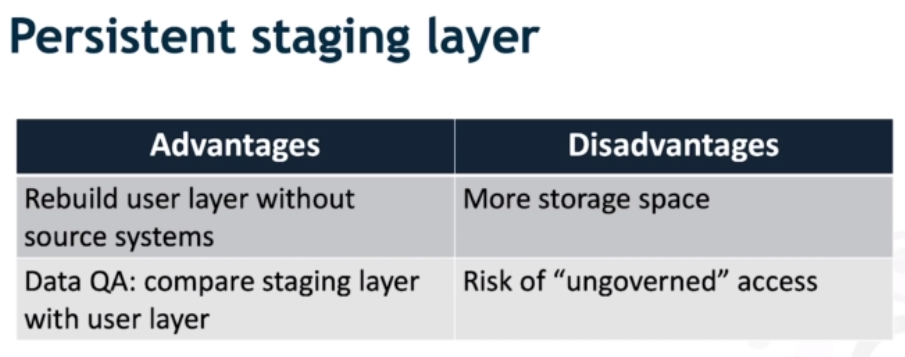 Persistent staging layer
Advantages
Disadvantages
Rebuild user layer without
source systems
More storage space
Data QA: compare staging layer
with user layer
Risk of “ungoverned” access